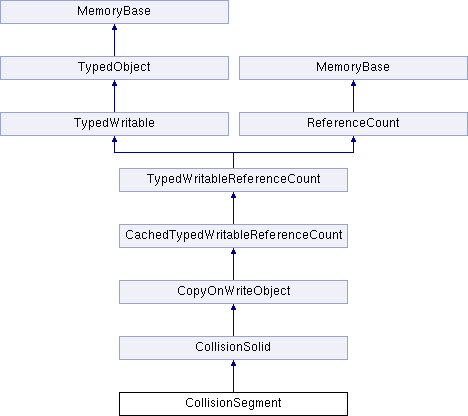 MemoryBase
TypedObject
MemoryBase
TypedWritable
ReferenceCount
TypedWritableReferenceCount
CachedTypedWritableReferenceCount
CopyOnWriteObject
CollisionSolid
CollisionSegment